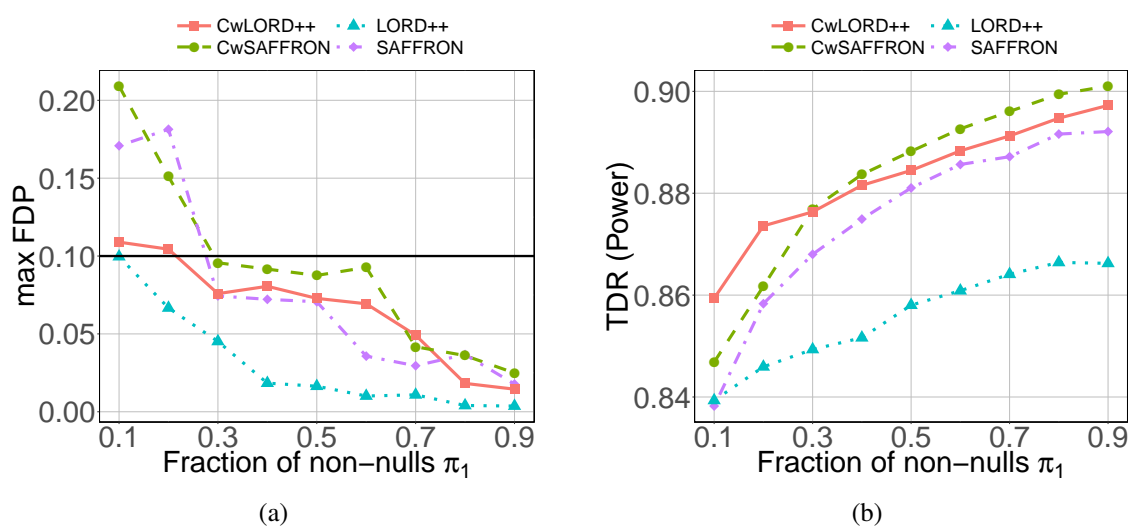 CwLORD++ LORD++
CwSAFFRON SAFFRON
max FDP
0.20
0.15
0.10
0.05
0.00
0.1 0.3 0.5 0.7 0.9
Fraction of non−nulls π₁
(a)
CwLORD++ LORD++
CwSAFFRON SAFFRON
TDR (Power)
0.90
0.88
0.86
0.84
0.1 0.3 0.5 0.7 0.9
Fraction of non−nulls π₁
(b)